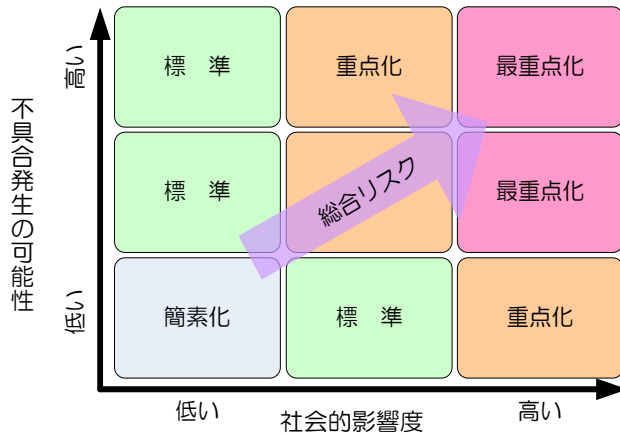 高い
標　準
重点化
最重点化
不具合発生の可能性
標　準
総合リスク
最重点化
低い
簡素化
標　準
重点化
低い
社会的影響度
高い